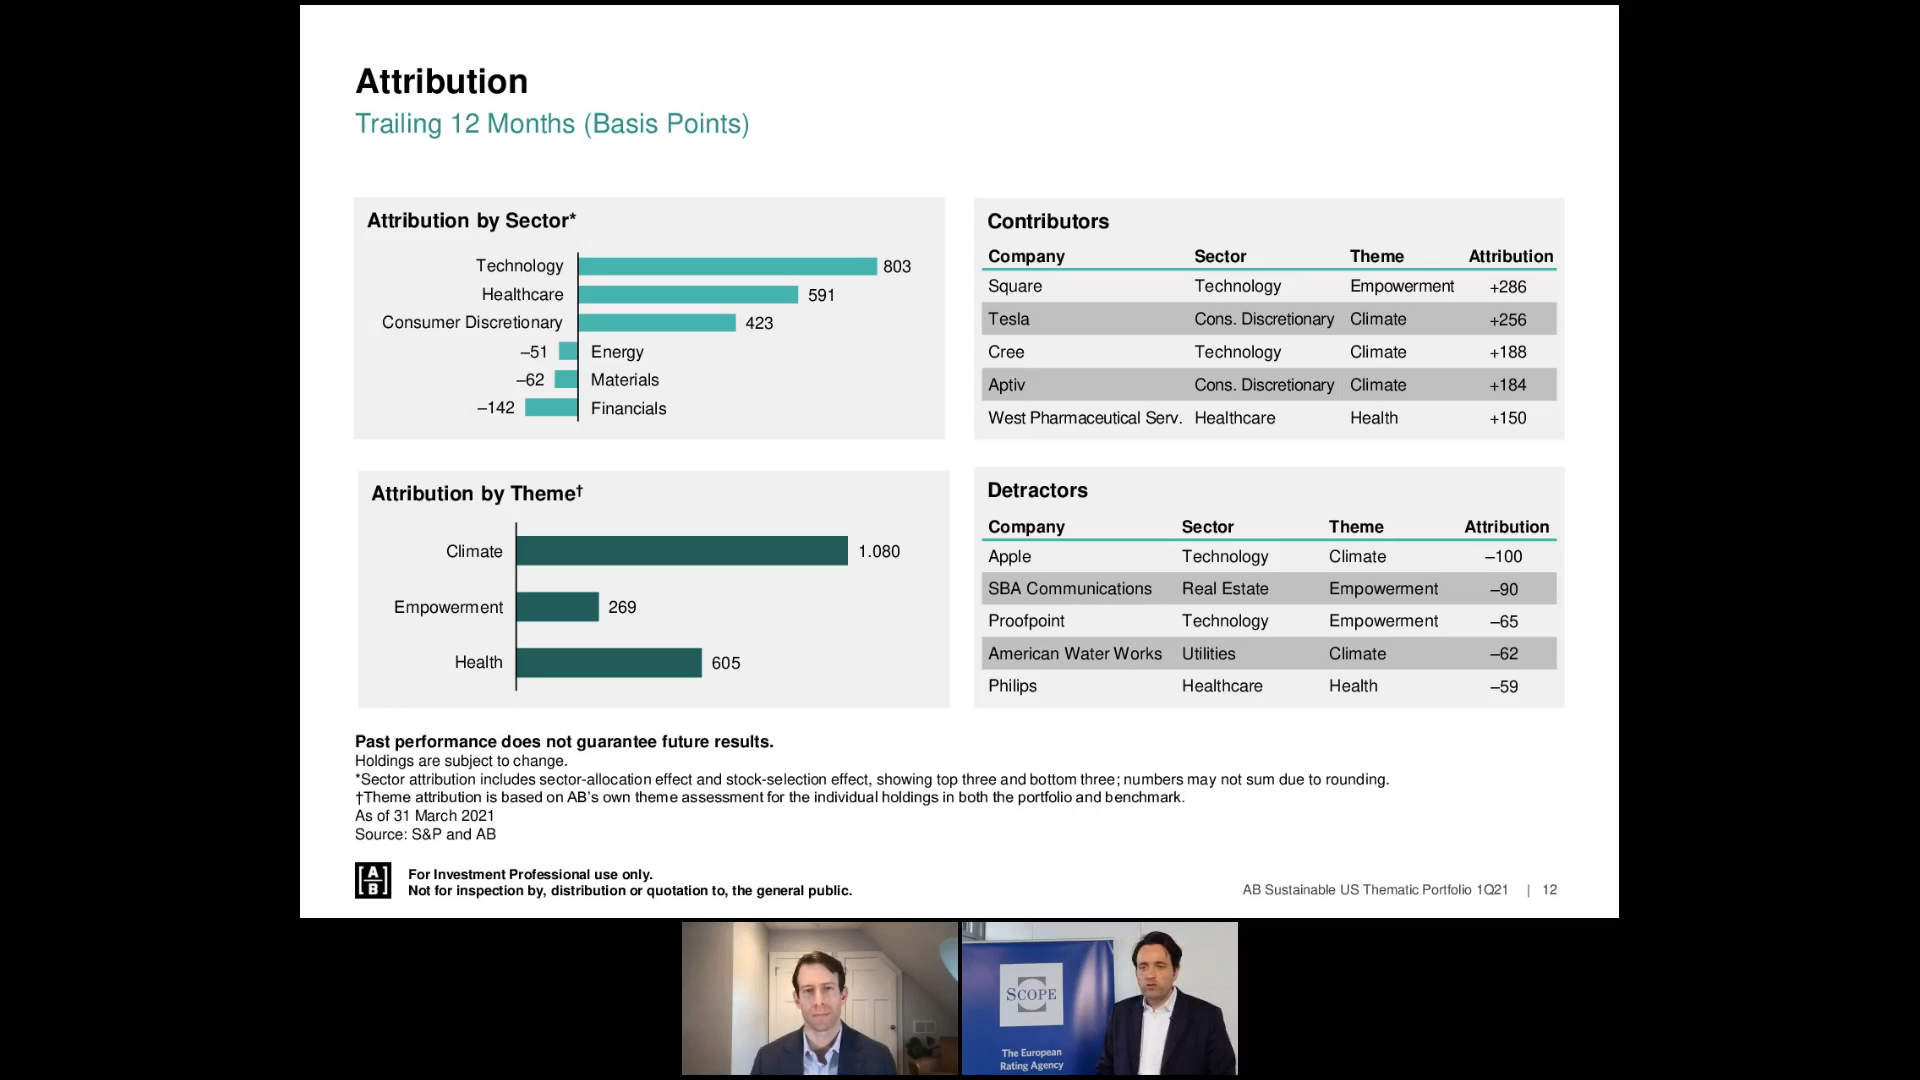 Attribution
Trailing 12 Months (Basis Points)
Attribution by Sector*
Technology 803
Healthcare 591
Consumer Discretionary 423
–51 Energy
–62 Materials
–142 Financials
Contributors
Company Sector Theme Attribution
Square Technology Empowerment +286
Tesla Cons. Discretionary Climate +256
Cree Technology Climate +188
Aptiv Cons. Discretionary Climate +184
West Pharmaceutical Serv. Healthcare Health +150
Attribution by Theme†
Climate 1.080
Empowerment 269
Health 605
Detractors
Company Sector Theme Attribution
Apple Technology Climate –100
SBA Communications Real Estate Empowerment –90
Proofpoint Technology Empowerment –65
American Water Works Utilities Climate –62
Philips Healthcare Health –59
Past performance does not guarantee future results.
Holdings are subject to change.
*Sector attribution includes sector-allocation effect and stock-selection effect, showing top three and bottom three; numbers may not sum due to rounding.
†Theme attribution is based on AB's own theme assessment for the individual holdings in both the portfolio and benchmark.
As of 31 March 2021
Source: S&P and AB
[A
B]
For Investment Professional use only.
Not for inspection by, distribution or quotation to, the general public.
AB Sustainable US Thematic Portfolio 1Q21 | 12
SCOPE
The European
Rating Agency